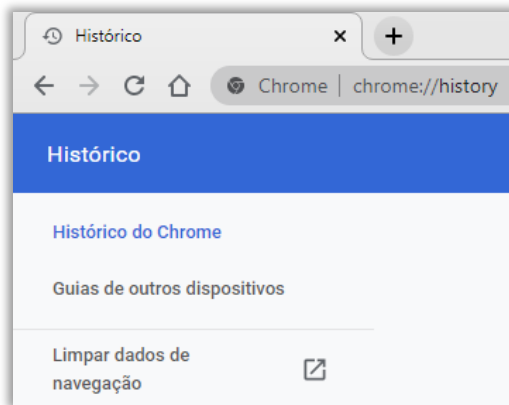 Histórico
Chrome | chrome://history
Histórico
Histórico do Chrome
Guias de outros dispositivos
Limpar dados de
navegação